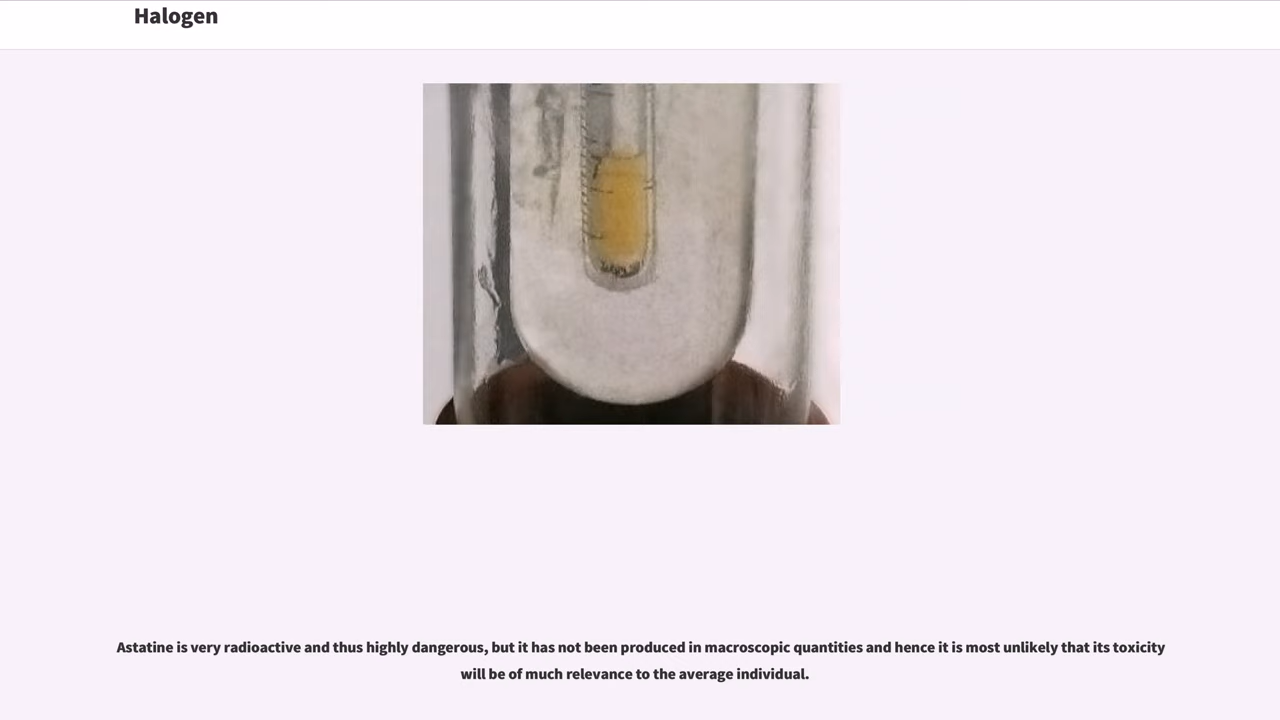 Halogen
Astatine is very radioactive and thus highly dangerous, but it has not been produced in macroscopic quantities and hence it is most unlikely that its toxicity
will be of much relevance to the average individual.